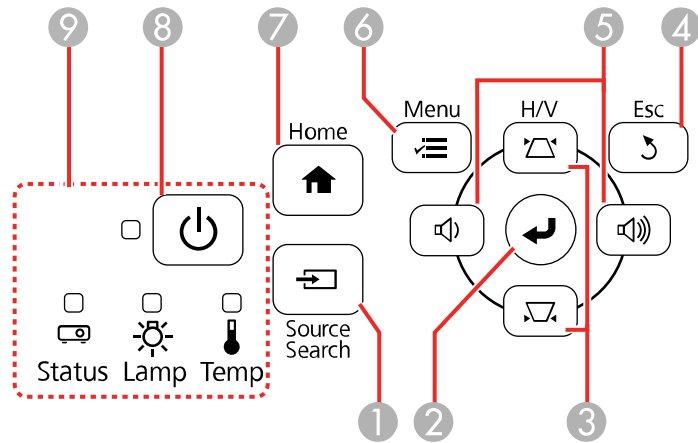 9 8 7 6 5 4
Menu H/V Esc
Home
Source
Search
Status Lamp Temp
1 2 3